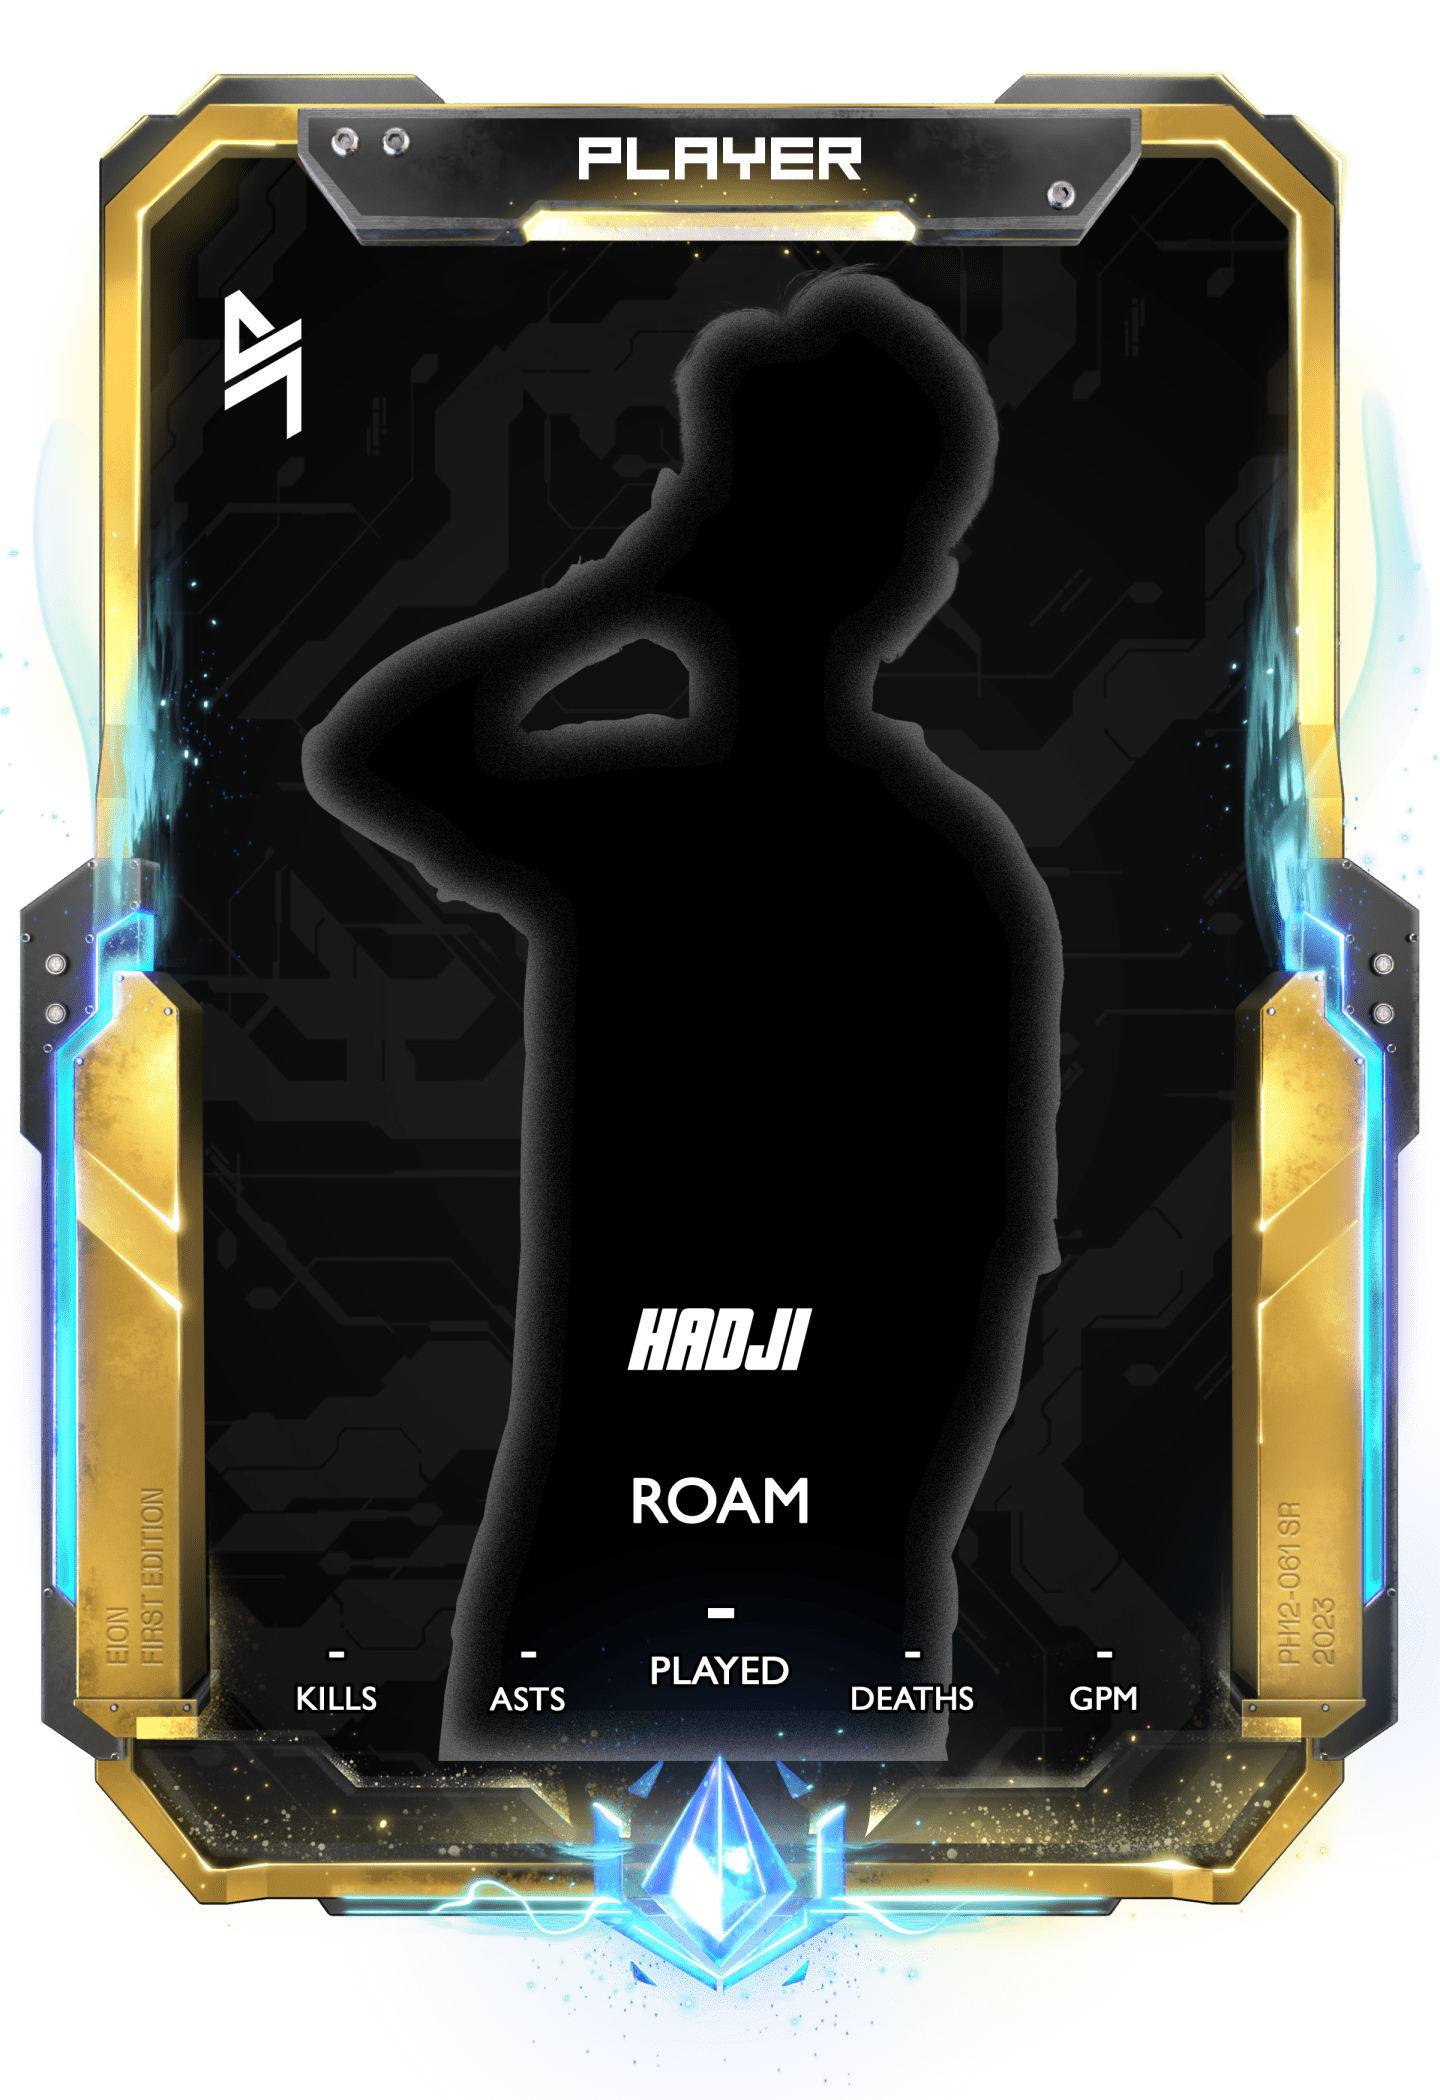 PLAYER
HADJI
ROAM
-
PLAYED
-
KILLS
-
ASTS
-
DEATHS
-
GPM
EION
FIRST EDITION
PH12-061 SR
2023